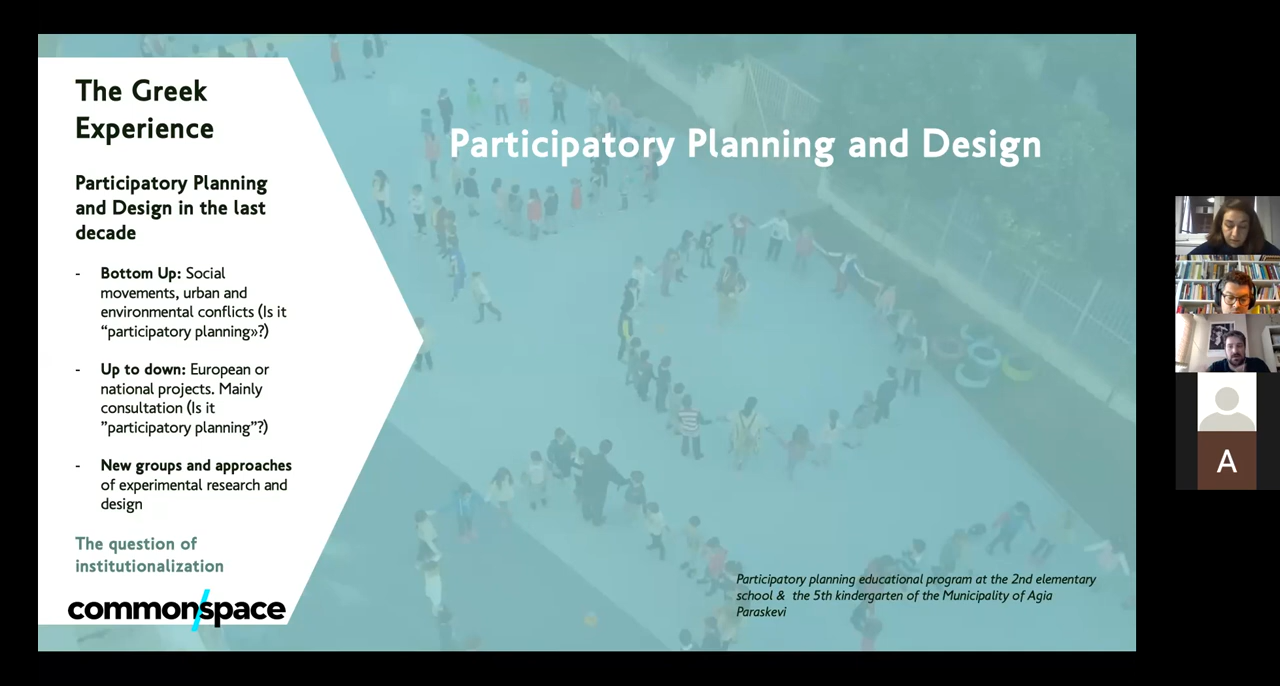 The Greek
Experience
Participatory Planning
and Design in the last
decade
- Bottom Up: Social
movements, urban and
environmental conflicts (Is it
“participatory planning»?)
- Up to down: European or
national projects. Mainly
consultation (Is it
”participatory planning”?)
- New groups and approaches
of experimental research and
design
The question of
institutionalization
common/space
Participatory Planning and Design
Participatory planning educational program at the 2nd elementary
school & the 5th kindergarten of the Municipality of Agia
Paraskevi
A